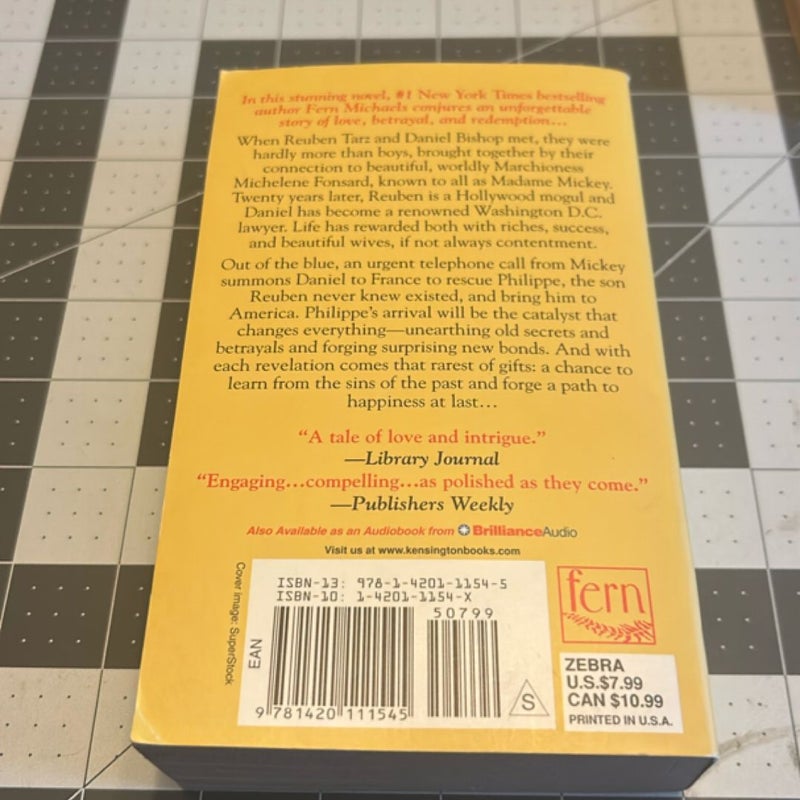 In this stunning novel, #1 New York Times bestselling
author Fern Michaels conjures an unforgettable
story of love, betrayal, and redemption...
When Reuben Tarz and Daniel Bishop met, they were
hardly more than boys, brought together by their
connection to beautiful, worldly Marchioness
Michelene Fonsard, known to all as Madame Mickey.
Twenty years later, Reuben is a Hollywood mogul and
Daniel has become a renowned Washington D.C.
lawyer. Life has rewarded both with riches, success,
and beautiful wives, if not always contentment.
Out of the blue, an urgent telephone call from Mickey
summons Daniel to France to rescue Philippe, the son
Reuben never knew existed, and bring him to
America. Philippe's arrival will be the catalyst that
changes everything—unearthing old secrets and
betrayals and forging surprising new bonds. And with
each revelation comes that rarest of gifts: a chance to
learn from the sins of the past and forge a path to
happiness at last...
"A tale of love and intrigue."
—Library Journal
"Engaging...compelling...as polished as they come."
—Publishers Weekly
Also Available as an Audiobook from BrillianceAudio
Visit us at www.kensingtonbooks.com
Cover image: SuperStock
ISBN-13: 978-1-4201-1154-5
ISBN-10: 1-4201-1154-X
50799
EAN
9 781420 111545
S
fern
ZEBRA
U.S.$7.99
CAN $10.99
PRINTED IN U.S.A.